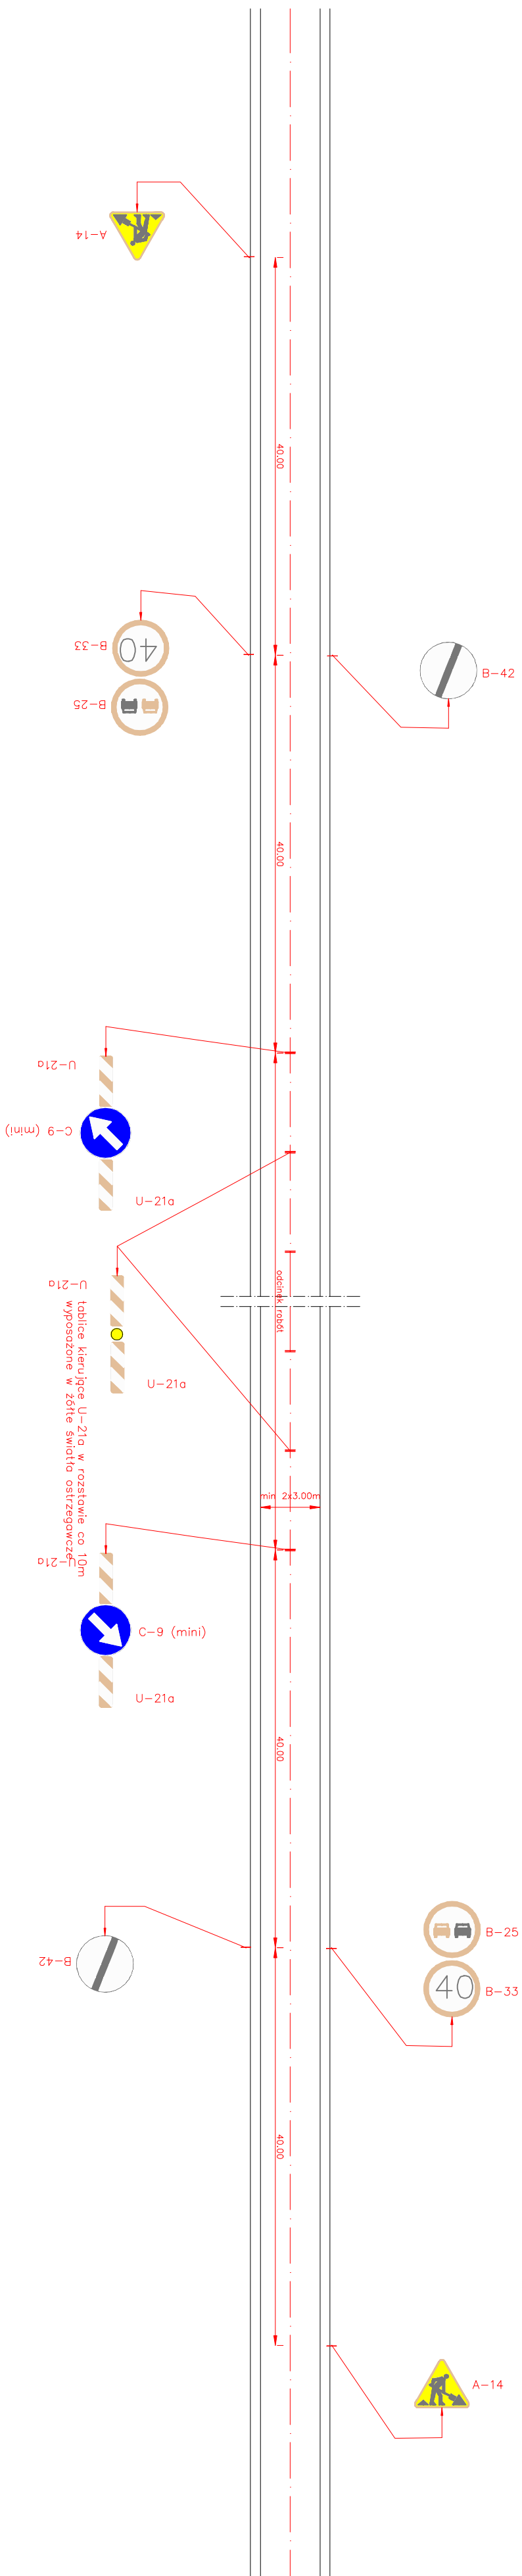 A-14
40.00
B-33
40
B-25
B-42
40.00
U-21a
C-9 (mini)
U-21a
U-21a
odcinek robót
U-21a
tablice kierujące U-21a w rozstawie co 10m
wyposażone w żółte światła ostrzegawcze
min 2x3.00m
U-21a
C-9 (mini)
U-21a
40.00
B-25
B-42
B-33
40
40.00
A-14